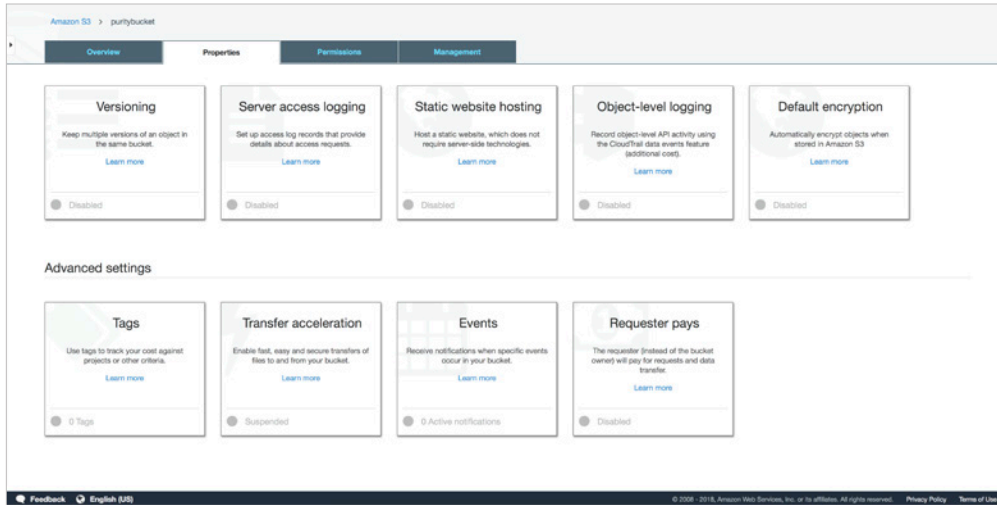 Amazon S3 > puritybucket
Overview Properties Permissions Management
Versioning
Keep multiple versions of an object in
the same bucket.
Learn more
Disabled
Server access logging
Set up access log records that provide
details about access requests.
Learn more
Disabled
Static website hosting
Host a static website, which does not
require server-side technologies.
Learn more
Disabled
Object-level logging
Record object-level API activity using
the CloudTrail data events feature
(additional cost).
Learn more
Disabled
Default encryption
Automatically encrypt objects when
stored in Amazon S3
Learn more
Disabled
Advanced settings
Tags
Use tags to track your cost against
projects or other criteria.
Learn more
0 Tags
Transfer acceleration
Enable fast, easy and secure transfers of
files to and from your bucket.
Learn more
Suspended
Events
Receive notifications when specific events
occur in your bucket.
Learn more
0 Active notifications
Requester pays
The requester (instead of the bucket
owner) will pay for requests and data
transfer.
Learn more
Disabled
Feedback English (US) © 2008 - 2018, Amazon Web Services, Inc. or its affiliates. All rights reserved. Privacy Policy Terms of Use